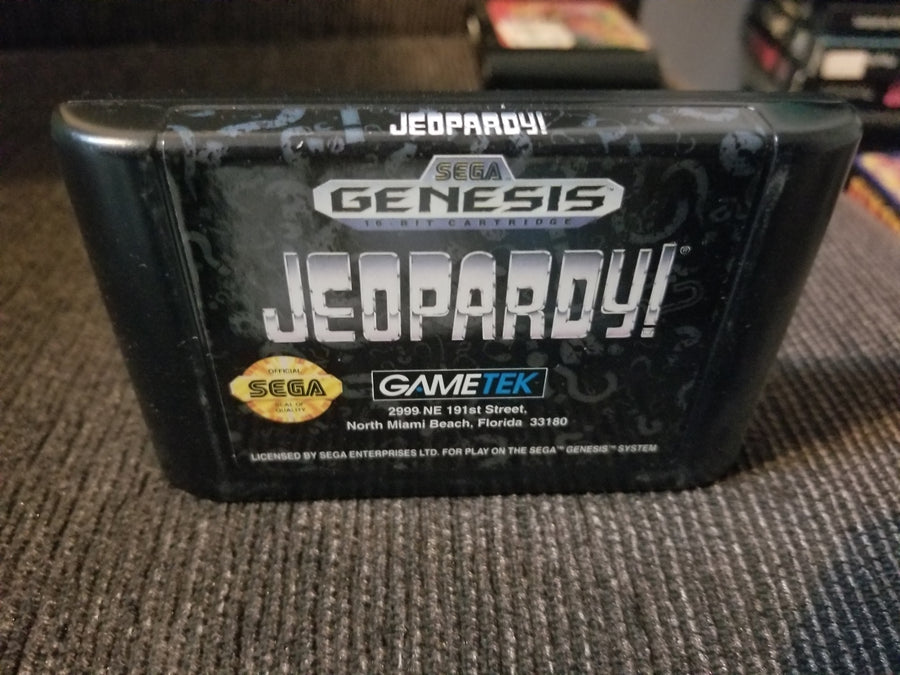 JEOPARDY!
SEGA
GENESIS
16-BIT CARTRIDGE
JEOPARDY!®
OFFICIAL
SEGA
SEAL OF
QUALITY
GAMETEK
2999 NE 191st Street,
North Miami Beach, Florida 33180
LICENSED BY SEGA ENTERPRISES LTD. FOR PLAY ON THE SEGA™ GENESIS™ SYSTEM